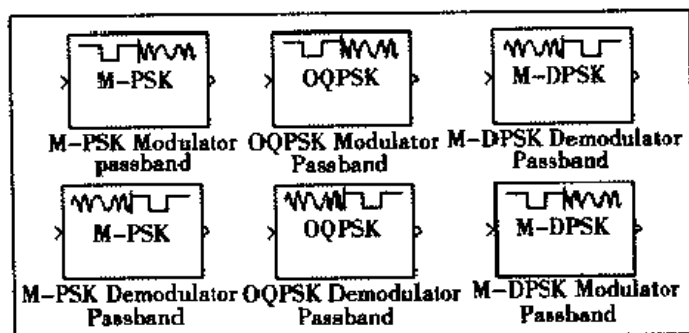 M-PSK
OQPSK
M-DPSK
M-PSK Modulator passband
OQPSK Modulator Passband
M-DPSK Demodulator Passband
M-PSK
OQPSK
M-DPSK
M-PSK Demodulator Passband
OQPSK Demodulator Passband
M-DPSK Modulator Passband